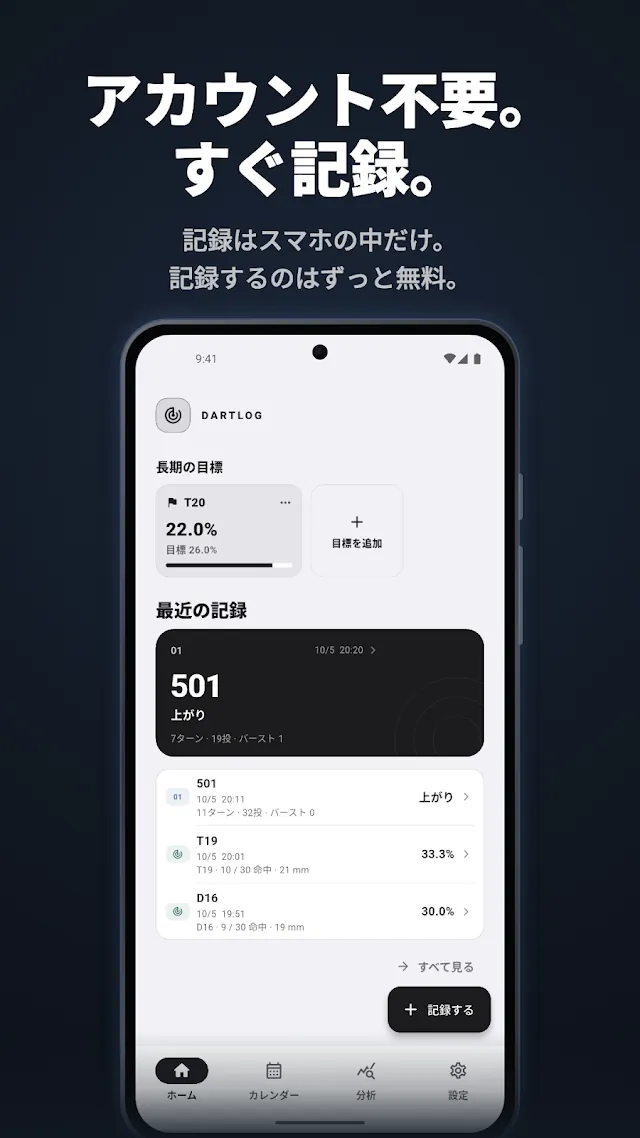 アカウント不要。
すぐ記録。
記録はスマホの中だけ。
記録するのはずっと無料。
9:41
DARTLOG
長期の目標
T20
22.0%
目標 26.0%
目標を追加
最近の記録
01
10/5 20:20
501
上がり
7ターン · 19投 · バースト 1
501
01
10/5 20:11
11ターン · 32投 · バースト 0
上がり
T19
10/5 20:01
T19 · 10 / 30 命中 · 21 mm
33.3%
D16
10/5 19:51
D16 · 9 / 30 命中 · 19 mm
30.0%
すべて見る
記録する
ホーム
カレンダー
分析
設定